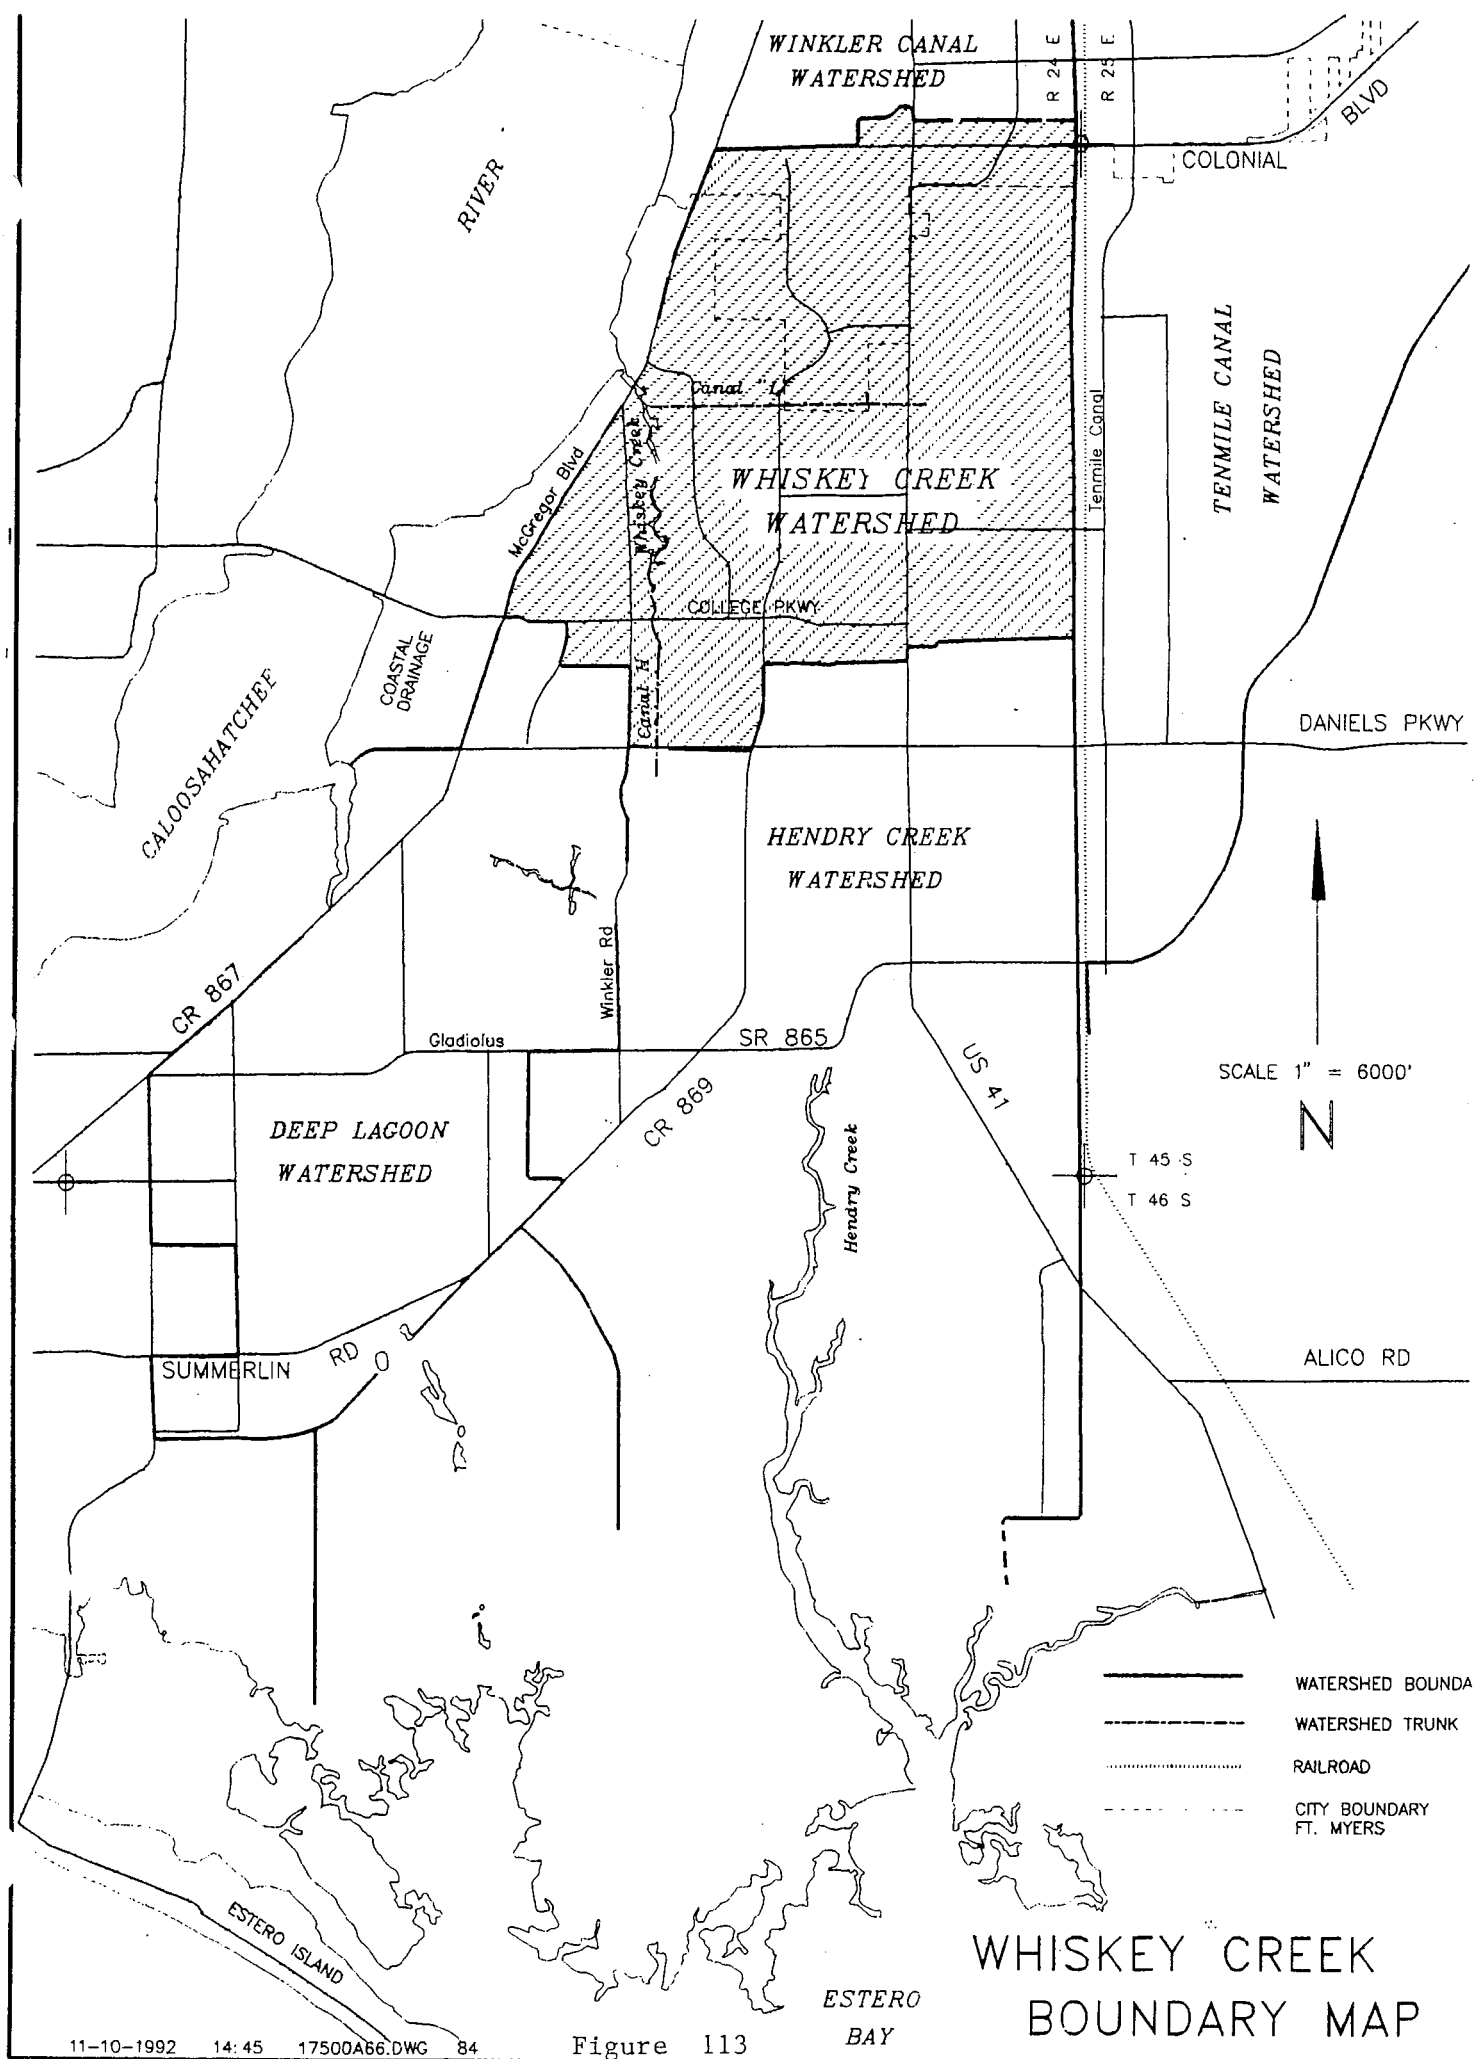 WINKLER CANAL
WATERSHED
R 24 E
R 25 E
BLVD
COLONIAL
RIVER
TENMILE CANAL
WATERSHED
Canal "L"
Tenmile Canal
McGregor Blvd
Whiskey Creek
WHISKEY CREEK
WATERSHED
COLLEGE PKWY
COASTAL
DRAINAGE
Canal H
CALOOSAHATCHEE
DANIELS PKWY
HENDRY CREEK
WATERSHED
Winkler Rd
CR 867
Gladiolus
SR 865
US 41
SCALE 1" = 6000'
N
CR 869
DEEP LAGOON
WATERSHED
Hendry Creek
T 45 S
T 46 S
SUMMERLIN RD
ALICO RD
WATERSHED BOUNDA
WATERSHED TRUNK
RAILROAD
CITY BOUNDARY
FT. MYERS
ESTERO ISLAND
ESTERO
BAY
WHISKEY CREEK
BOUNDARY MAP
11-10-1992 14:45 17500A66.DWG 84
Figure 113